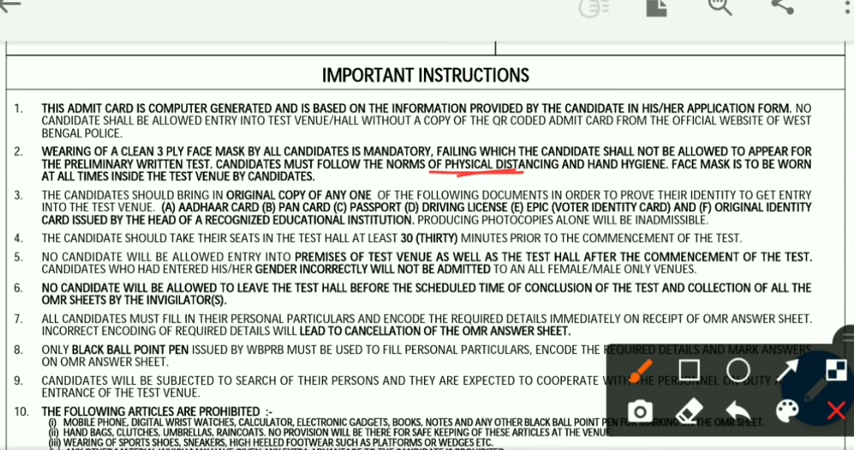 IMPORTANT INSTRUCTIONS
1. THIS ADMIT CARD IS COMPUTER GENERATED AND IS BASED ON THE INFORMATION PROVIDED BY THE CANDIDATE IN HIS/HER APPLICATION FORM. NO
CANDIDATE SHALL BE ALLOWED ENTRY INTO TEST VENUE/HALL WITHOUT A COPY OF THE QR CODED ADMIT CARD FROM THE OFFICIAL WEBSITE OF WEST
BENGAL POLICE.
2. WEARING OF A CLEAN 3 PLY FACE MASK BY ALL CANDIDATES IS MANDATORY, FAILING WHICH THE CANDIDATE SHALL NOT BE ALLOWED TO APPEAR FOR
THE PRELIMINARY WRITTEN TEST. CANDIDATES MUST FOLLOW THE NORMS OF PHYSICAL DISTANCING AND HAND HYGIENE. FACE MASK IS TO BE WORN
AT ALL TIMES INSIDE THE TEST VENUE BY CANDIDATES.
3. THE CANDIDATES SHOULD BRING IN ORIGINAL COPY OF ANY ONE OF THE FOLLOWING DOCUMENTS IN ORDER TO PROVE THEIR IDENTITY TO GET ENTRY
INTO THE TEST VENUE. (A) AADHAAR CARD (B) PAN CARD (C) PASSPORT (D) DRIVING LICENSE (E) EPIC (VOTER IDENTITY CARD) AND (F) ORIGINAL IDENTITY
CARD ISSUED BY THE HEAD OF A RECOGNIZED EDUCATIONAL INSTITUTION. PRODUCING PHOTOCOPIES ALONE WILL BE INADMISSIBLE.
4. THE CANDIDATE SHOULD TAKE THEIR SEATS IN THE TEST HALL AT LEAST 30 (THIRTY) MINUTES PRIOR TO THE COMMENCEMENT OF THE TEST.
5. NO CANDIDATE WILL BE ALLOWED ENTRY INTO PREMISES OF TEST VENUE AS WELL AS THE TEST HALL AFTER THE COMMENCEMENT OF THE TEST.
CANDIDATES WHO HAD ENTERED HIS/HER GENDER INCORRECTLY WILL NOT BE ADMITTED TO AN ALL FEMALE/MALE ONLY VENUES.
6. NO CANDIDATE WILL BE ALLOWED TO LEAVE THE TEST HALL BEFORE THE SCHEDULED TIME OF CONCLUSION OF THE TEST AND COLLECTION OF ALL THE
OMR SHEETS BY THE INVIGILATOR(S).
7. ALL CANDIDATES MUST FILL IN THEIR PERSONAL PARTICULARS AND ENCODE THE REQUIRED DETAILS IMMEDIATELY ON RECEIPT OF OMR ANSWER SHEET.
INCORRECT ENCODING OF REQUIRED DETAILS WILL LEAD TO CANCELLATION OF THE OMR ANSWER SHEET.
8. ONLY BLACK BALL POINT PEN ISSUED BY WBPRB MUST BE USED TO FILL PERSONAL PARTICULARS, ENCODE THE REQUIRED DETAILS AND MARK ANSWERS
ON OMR ANSWER SHEET.
9. CANDIDATES WILL BE SUBJECTED TO SEARCH OF THEIR PERSONS AND THEY ARE EXPECTED TO COOPERATE WITH THE PERSONNEL ON DUTY
ENTRANCE OF THE TEST VENUE.
10. THE FOLLOWING ARTICLES ARE PROHIBITED :-
(i) MOBILE PHONE, DIGITAL WRIST WATCHES, CALCULATOR, ELECTRONIC GADGETS, BOOKS, NOTES AND ANY OTHER BLACK BALL POINT PEN FOR MARKING ON THE OMR SHEET.
(ii) HAND BAGS, CLUTCHES, UMBRELLAS, RAINCOATS. NO PROVISION WILL BE THERE FOR SAFE KEEPING OF THESE ARTICLES AT THE VENUE.
(iii) WEARING OF SPORTS SHOES, SNEAKERS, HIGH HEELED FOOTWEAR SUCH AS PLATFORMS OR WEDGES ETC.